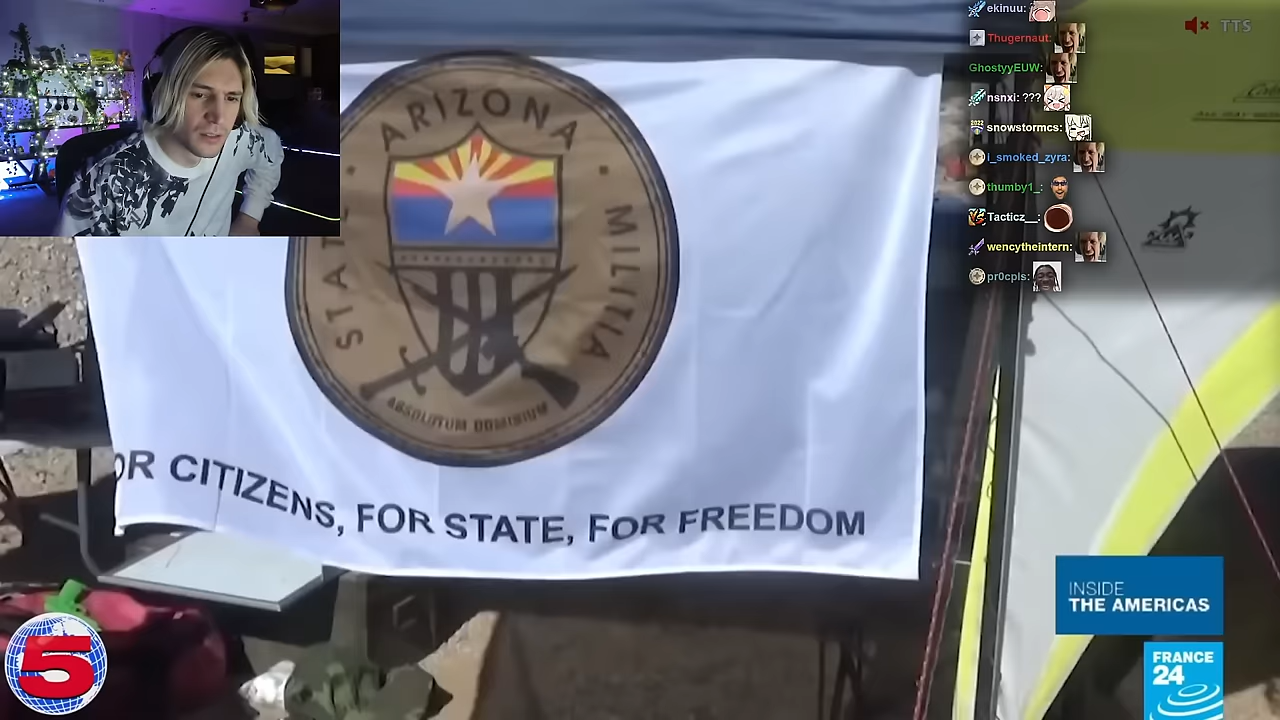 ekinuu:
Thugernaut:
GhostyyEUW:
nsnxi: ???
snowstormcs:
i_smoked_zyra:
thumby1_:
Tacticz__:
wencytheintern:
pr0cpls:
TTS
ARIZONA
STATE
MILITIA
ABSOLUTUM DOMINIUM
OR CITIZENS, FOR STATE, FOR FREEDOM
INSIDE
THE AMERICAS
FRANCE
24
5